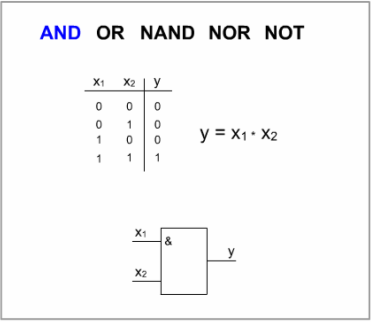 AND OR NAND NOR NOT
x₁ x₂ y
0 0 0
0 1 0
1 0 0
1 1 1
y = x₁ · x₂
x₁
&
y
x₂